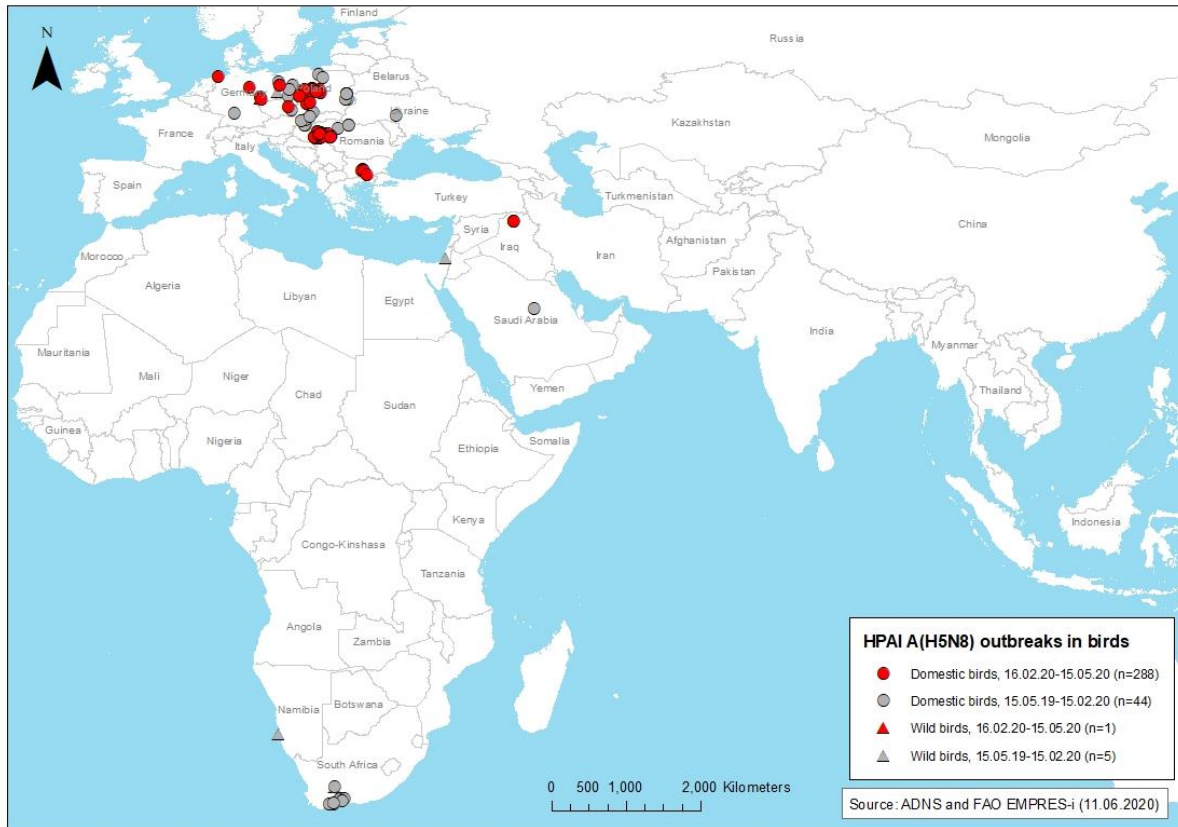 Finland
Russia
N
Belarus
Poland
Germany
Ukraine
Kazakhstan
France
Mongolia
Romania
Italy
Spain
Turkey
Turkmenistan
China
Syria
Afghanistan
Iraq
Iran
Morocco
Pakistan
Algeria
Libyan
Egypt
Saudi Arabia
India
Myanmar
Mauritania
Mali
Niger
Chad
Sudan
Yemen
Thailand
Guinea
Nigeria
Ethiopia
Somalia
Kenya
Indonesia
Congo-Kinshasa
Tanzania
Angola
Zambia
Namibia
Botswana
South Africa
0 500 1,000 2,000 Kilometers
HPAI A(H5N8) outbreaks in birds
Domestic birds, 16.02.20-15.05.20 (n=288)
Domestic birds, 15.05.19-15.02.20 (n=44)
Wild birds, 16.02.20-15.05.20 (n=1)
Wild birds, 15.05.19-15.02.20 (n=5)
Source: ADNS and FAO EMPRES-i (11.06.2020)